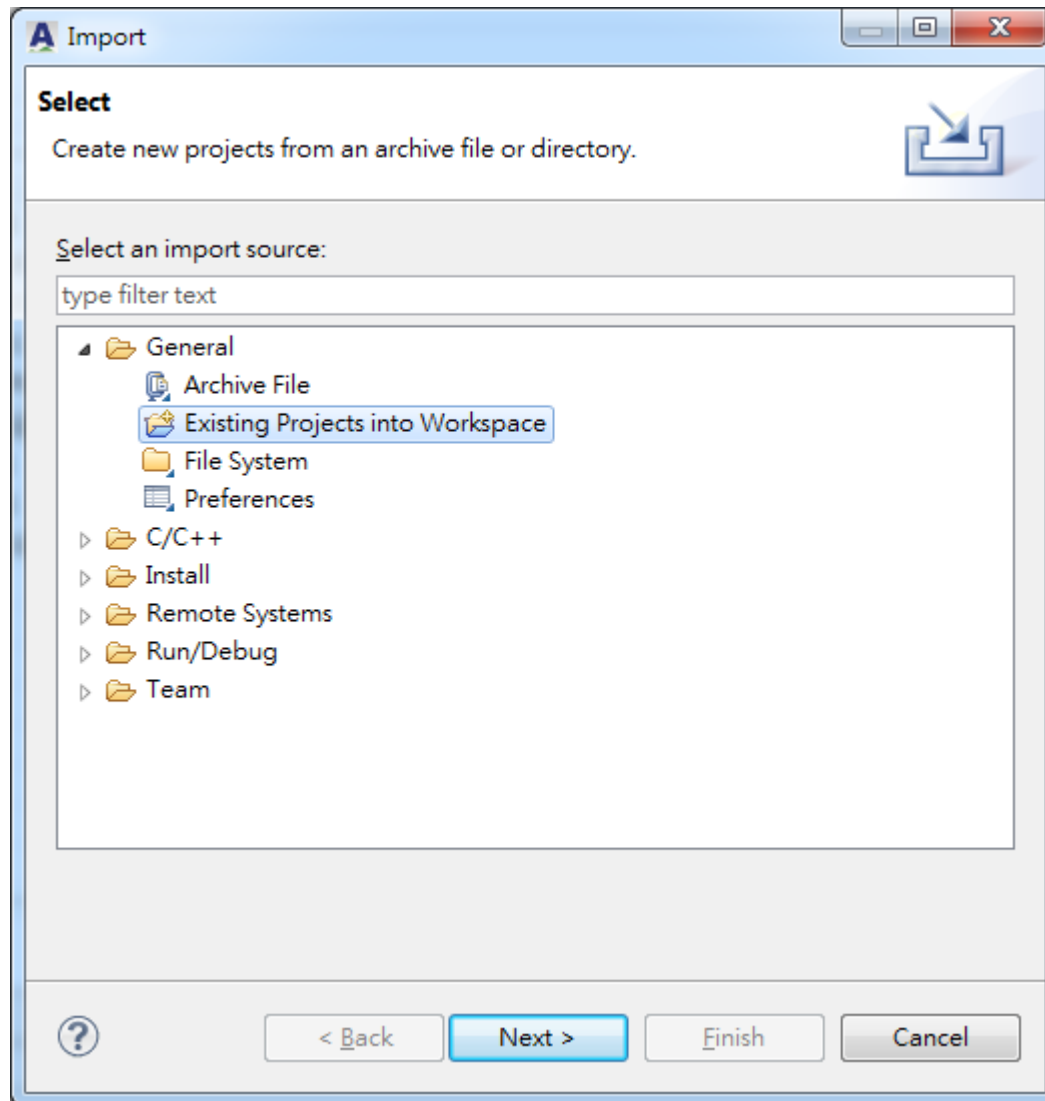 Import
Select
Create new projects from an archive file or directory.
Select an import source:
type filter text
General
Archive File
Existing Projects into Workspace
File System
Preferences
C/C++
Install
Remote Systems
Run/Debug
Team
? < Back Next > Finish Cancel